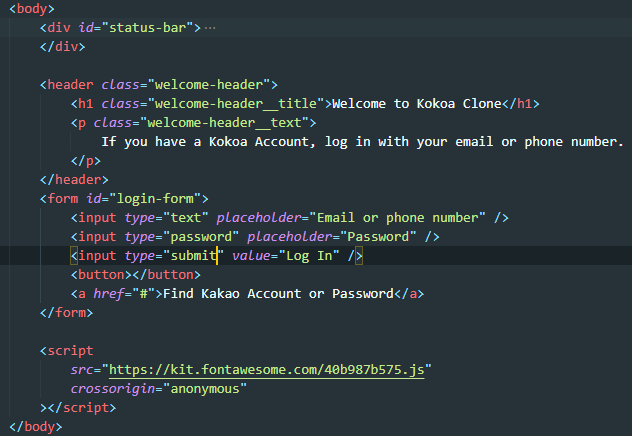 <body>
<div id="status-bar">…
</div>
<header class="welcome-header">
<h1 class="welcome-header__title">Welcome to Kokoa Clone</h1>
<p class="welcome-header__text">
If you have a Kokoa Account, log in with your email or phone number.
</p>
</header>
<form id="login-form">
<input type="text" placeholder="Email or phone number" />
<input type="password" placeholder="Password" />
<input type="submit" value="Log In" />
<button></button>
<a href="#">Find Kakao Account or Password</a>
</form>
<script
src="https://kit.fontawesome.com/40b987b575.js"
crossorigin="anonymous"
></script>
</body>